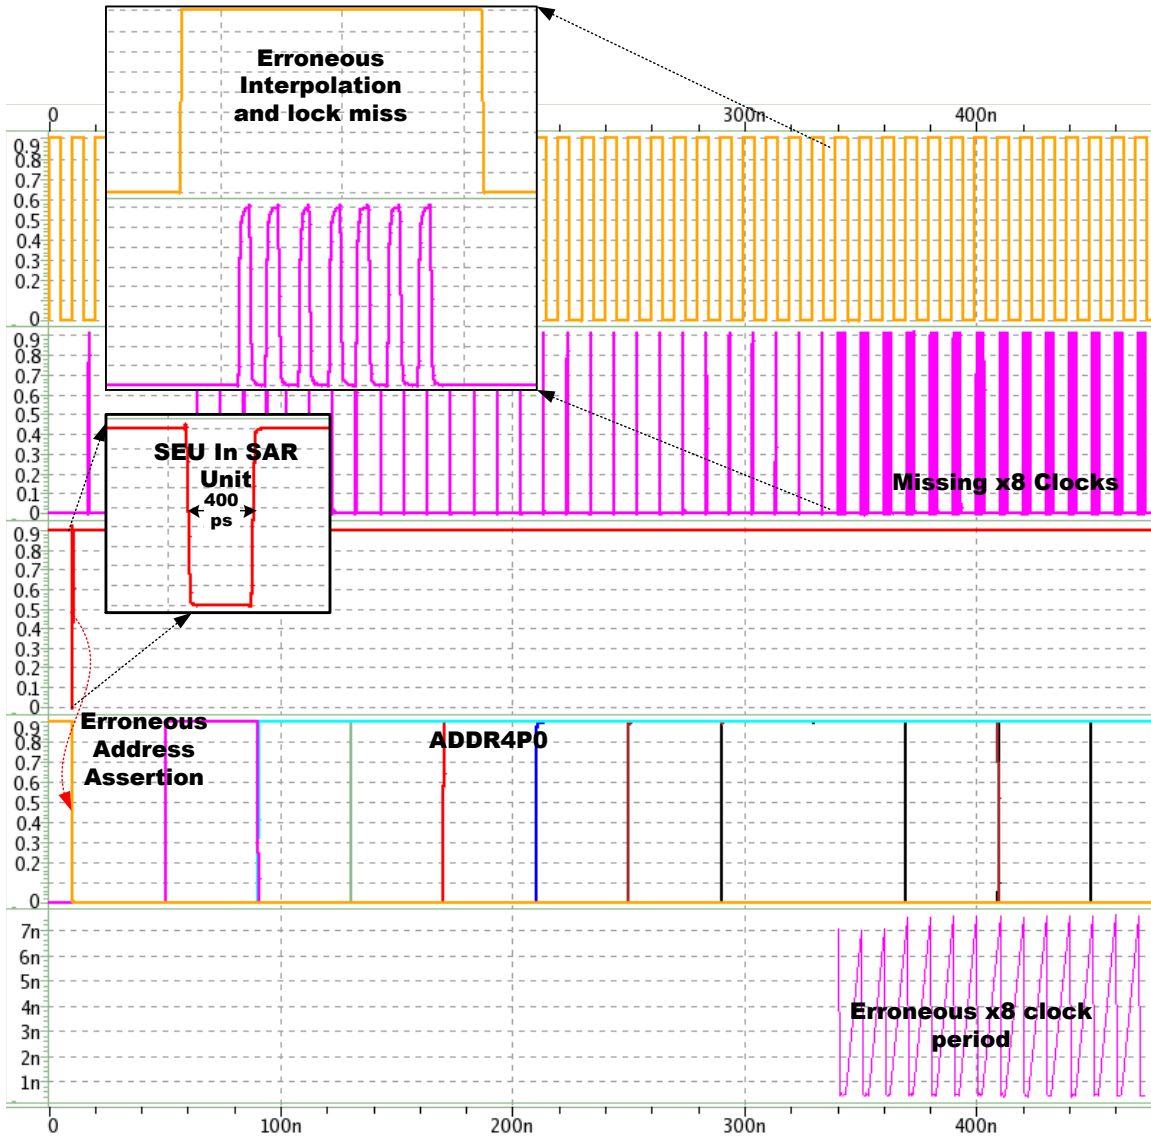 Erroneous
Interpolation
and lock miss
0 300n 400n
0.9
0.8
0.7
0.6
0.5
0.4
0.3
0.2
0
0.9
0.8
0.7
0.6
0.5
0.4
0.3
0.2
0.1
0
Missing x8 Clocks
SEU In SAR
Unit
400
ps
0.9
0.8
0.7
0.6
0.5
0.4
0.3
0.2
0.1
0
0.9
0.8
0.7
0.6
0.5
0.4
0.3
0.2
0
Erroneous
Address
Assertion
ADDR4P0
7n
6n
5n
4n
3n
2n
1n
Erroneous x8 clock
period
0 100n 200n 300n 400n